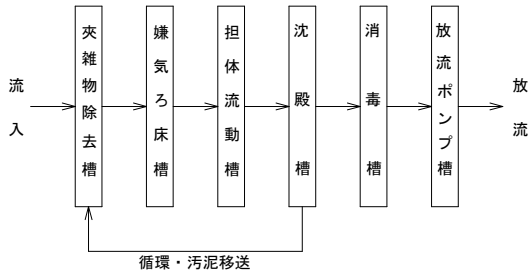 流入
夾雑物除去槽
嫌気ろ床槽
担体流動槽
沈殿槽
消毒槽
放流ポンプ槽
放流
循環・汚泥移送